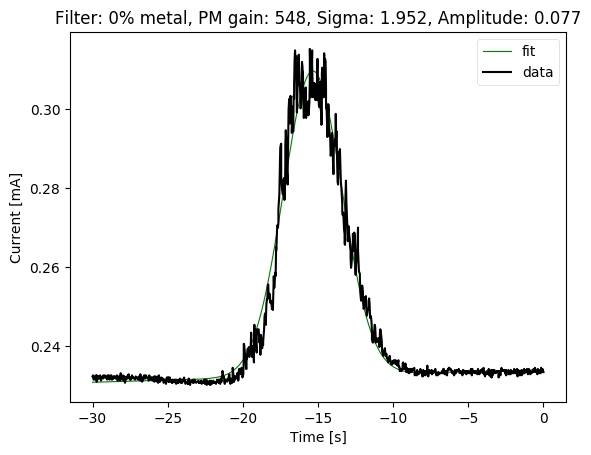 Filter: 0% metal, PM gain: 548, Sigma: 1.952, Amplitude: 0.077
fit
data
0.30
0.28
0.26
0.24
Current [mA]
−30
−25
−20
−15
−10
−5
0
Time [s]